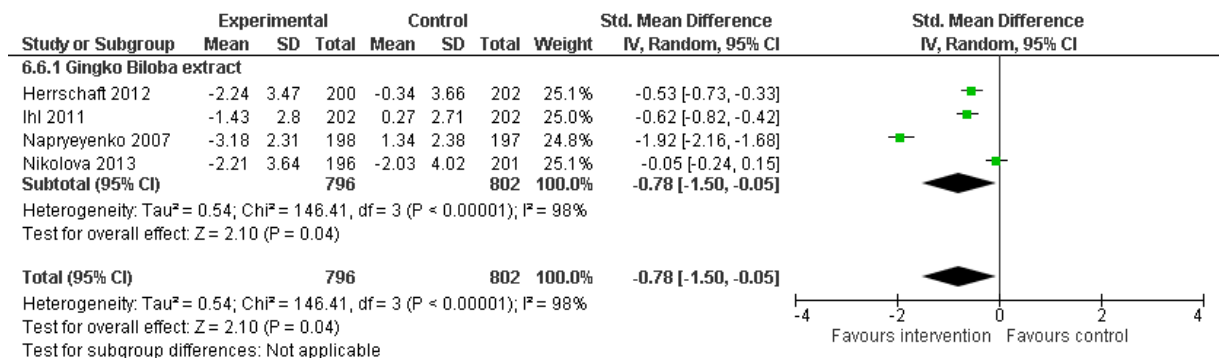 Experimental Control Std. Mean Difference Std. Mean Difference
Study or Subgroup Mean SD Total Mean SD Total Weight IV, Random, 95% CI IV, Random, 95% CI
6.6.1 Gingko Biloba extract
Herrschaft 2012 -2.24 3.47 200 -0.34 3.66 202 25.1% -0.53 [-0.73, -0.33]
Ihl 2011 -1.43 2.8 202 0.27 2.71 202 25.0% -0.62 [-0.82, -0.42]
Napryeyenko 2007 -3.18 2.31 198 1.34 2.38 197 24.8% -1.92 [-2.16, -1.68]
Nikolova 2013 -2.21 3.64 196 -2.03 4.02 201 25.1% -0.05 [-0.24, 0.15]
Subtotal (95% CI) 796 802 100.0% -0.78 [-1.50, -0.05]
Heterogeneity: Tau² = 0.54; Chi² = 146.41, df = 3 (P < 0.00001); I² = 98%
Test for overall effect: Z = 2.10 (P = 0.04)
Total (95% CI) 796 802 100.0% -0.78 [-1.50, -0.05]
Heterogeneity: Tau² = 0.54; Chi² = 146.41, df = 3 (P < 0.00001); I² = 98%
Test for overall effect: Z = 2.10 (P = 0.04)
Test for subgroup differences: Not applicable
-4 -2 0 2 4
Favours intervention Favours control